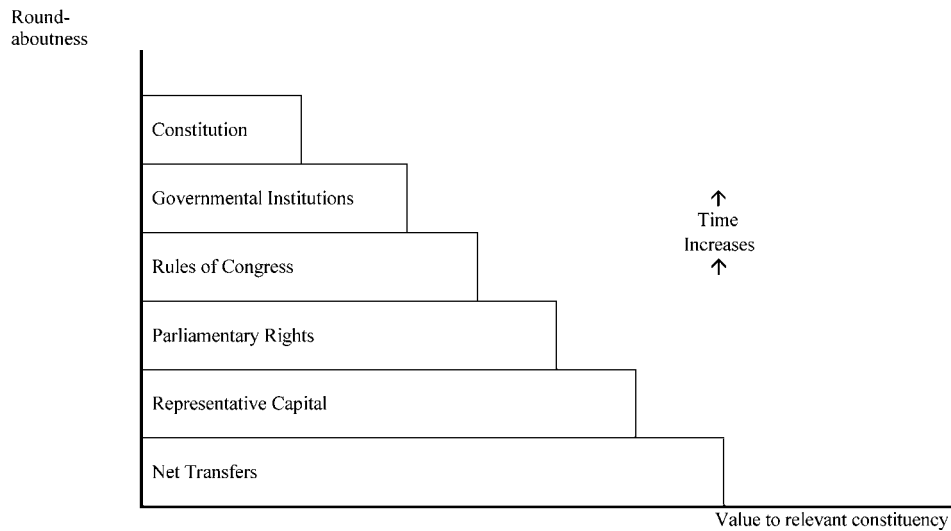 Round-
aboutness
Constitution
Governmental Institutions
↑
Time
Increases
↑
Rules of Congress
Parliamentary Rights
Representative Capital
Net Transfers
Value to relevant constituency